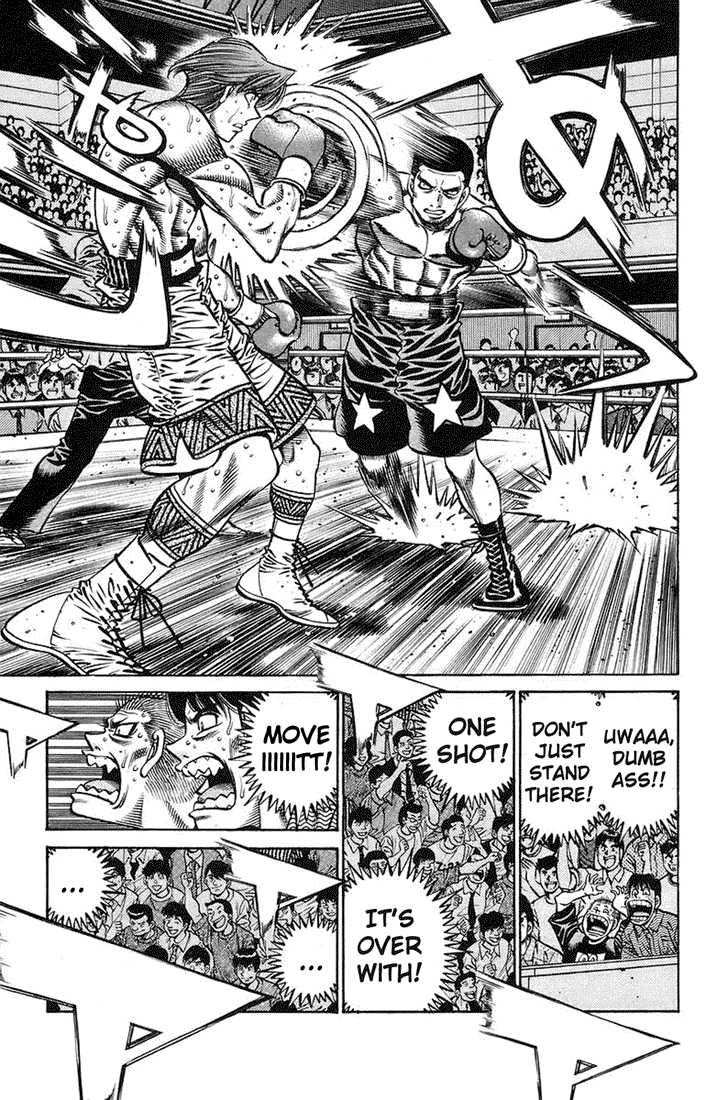 UWAAA,
DUMB
ASS!!
DON'T
JUST
STAND
THERE!
ONE
SHOT!
IT'S
OVER
WITH!
MOVE
IIIIIITT!
...
...